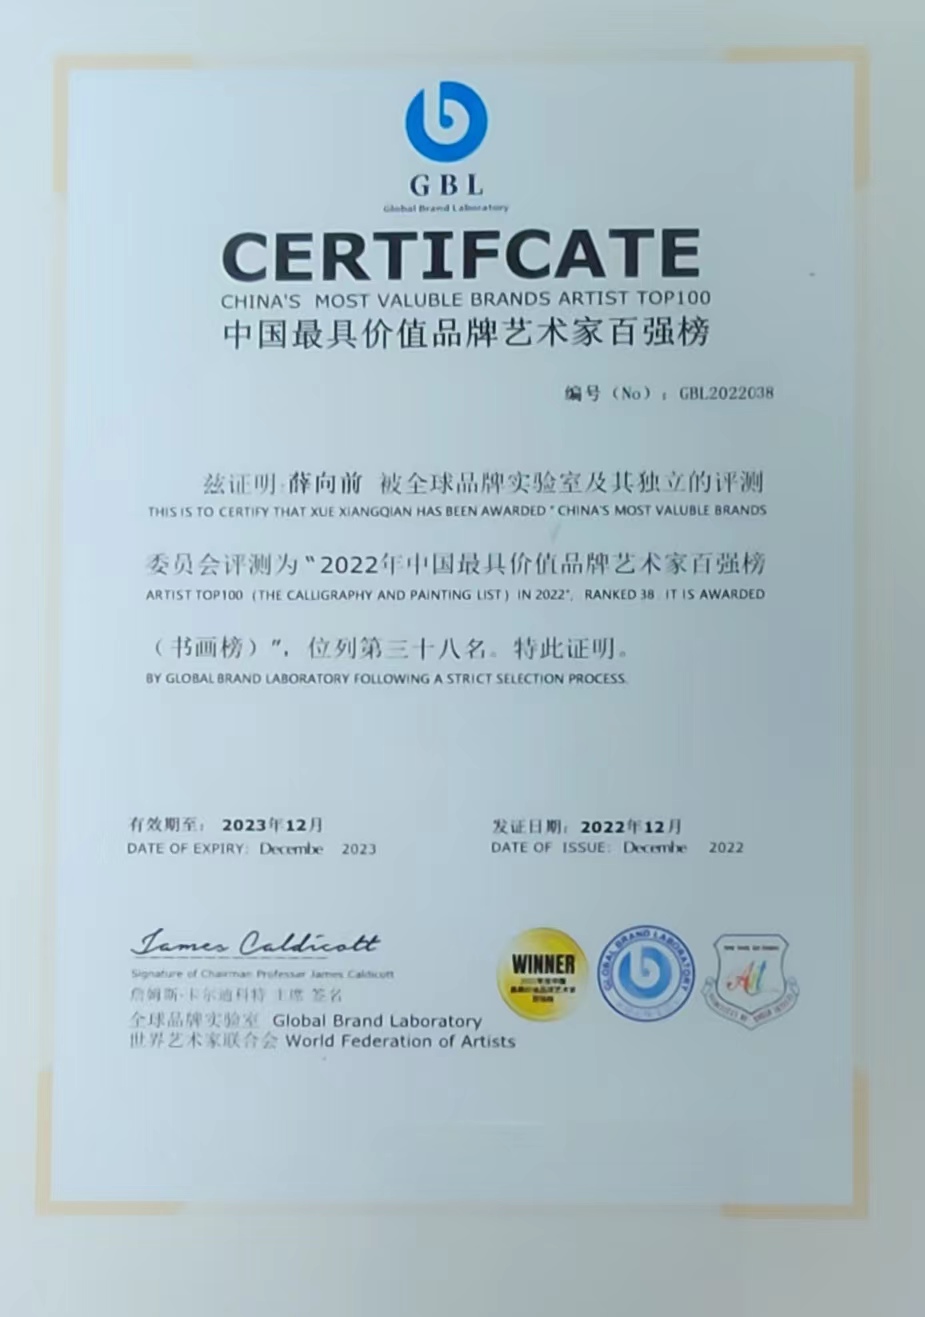 GBL
Global Brand Laboratory
CERTIFCATE
CHINA'S MOST VALUBLE BRANDS ARTIST TOP100
中国最具价值品牌艺术家百强榜
编号（No）：GBL2022038
兹证明：薛向前 被全球品牌实验室及其独立的评测
THIS IS TO CERTIFY THAT XUE XIANGQIAN HAS BEEN AWARDED " CHINA'S MOST VALUBLE BRANDS
委员会评测为“2022年中国最具价值品牌艺术家百强榜
ARTIST TOP100 (THE CALLIGRAPHY AND PAINTING LIST) IN 2022", RANKED 38 IT IS AWARDED
（书画榜）”，位列第三十八名。特此证明。
BY GLOBAL BRAND LABORATORY FOLLOWING A STRICT SELECTION PROCESS.
有效期至：2023年12月
DATE OF EXPIRY: Decembe 2023
发证日期：2022年12月
DATE OF ISSUE: Decembe 2022
James Caldicott
Signature of Chairman Professer James Caldicott
詹姆斯·卡尔迪科特 主席 签名
全球品牌实验室 Global Brand Laboratory
世界艺术家联合会 World Federation of Artists
WINNER
GLOBAL BRAND LABORATORY